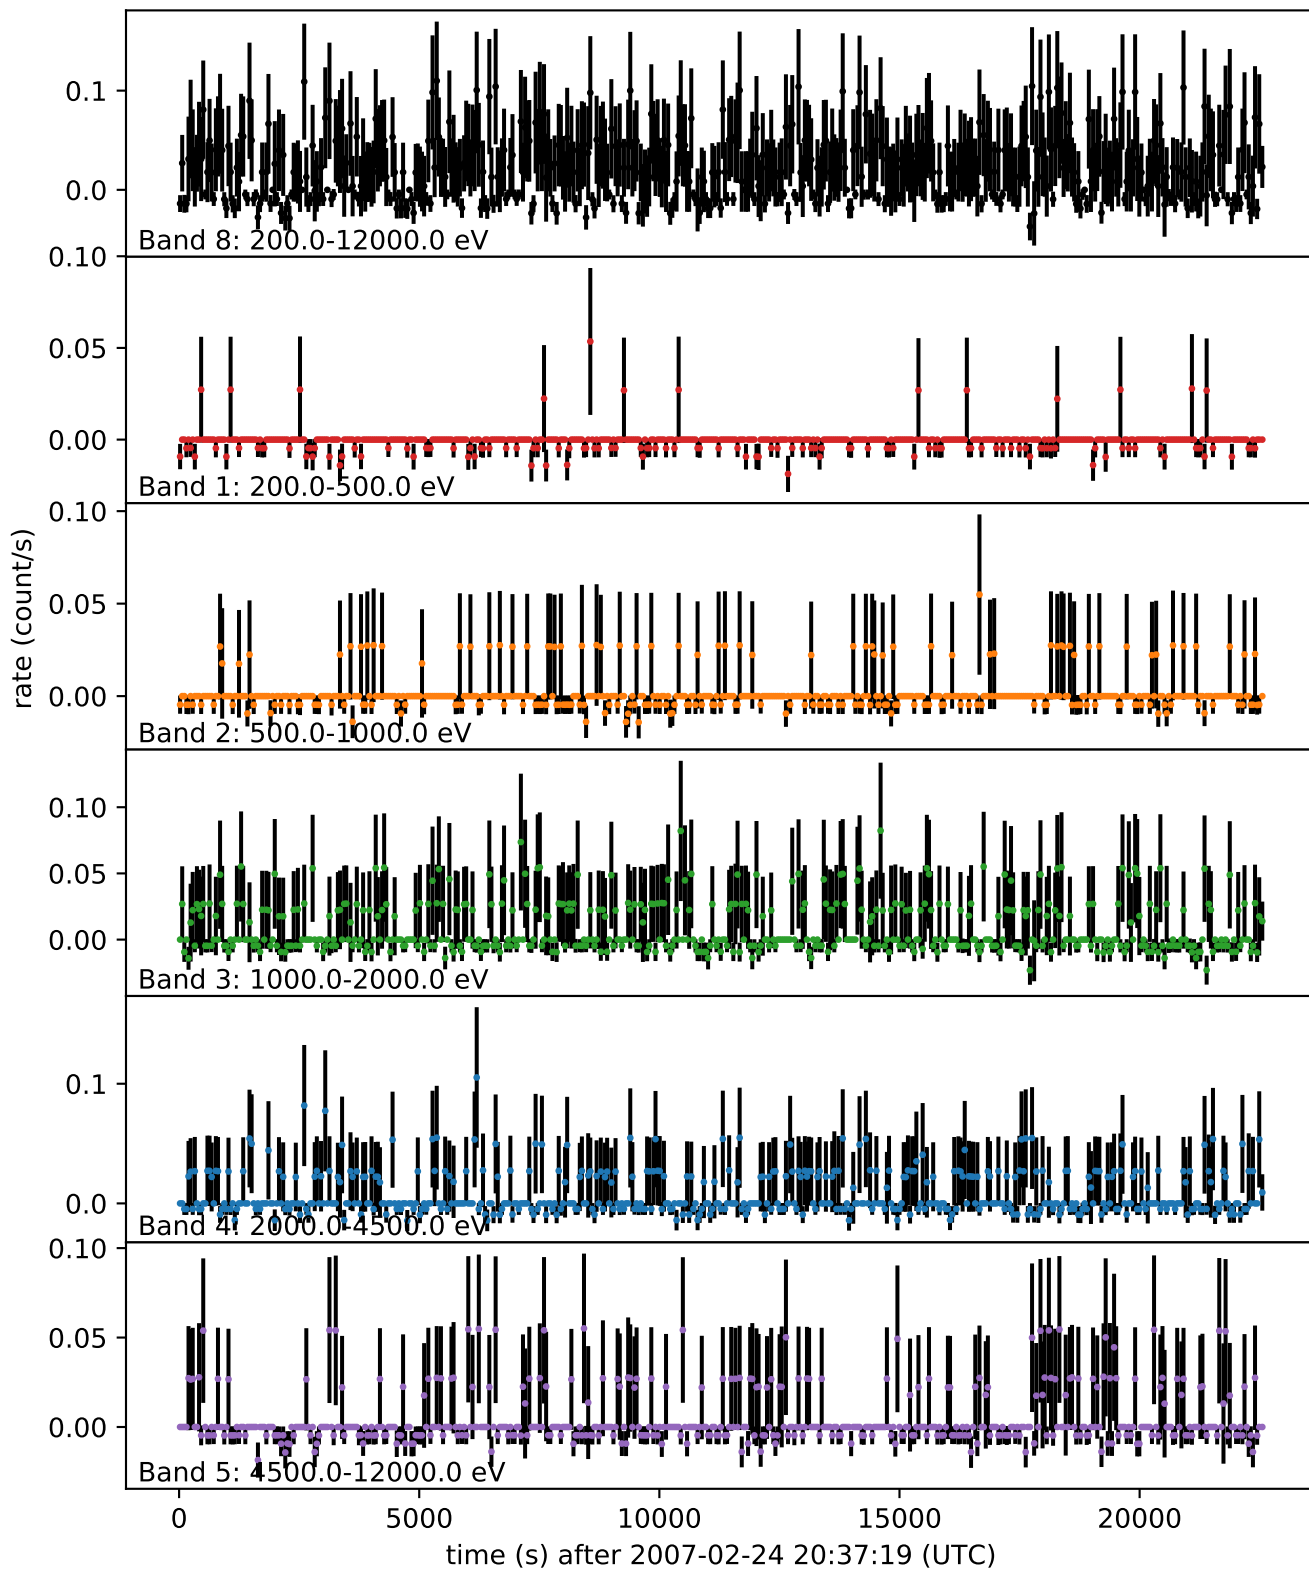 0.1
0.0
Band 8: 200.0-12000.0 eV
0.10
0.05
0.00
Band 1: 200.0-500.0 eV
0.10
0.05
0.00
Band 2: 500.0-1000.0 eV
rate (count/s)
0.10
0.05
0.00
Band 3: 1000.0-2000.0 eV
0.1
0.0
Band 4: 2000.0-4500.0 eV
0.10
0.05
0.00
Band 5: 4500.0-12000.0 eV
0 5000 10000 15000 20000
time (s) after 2007-02-24 20:37:19 (UTC)